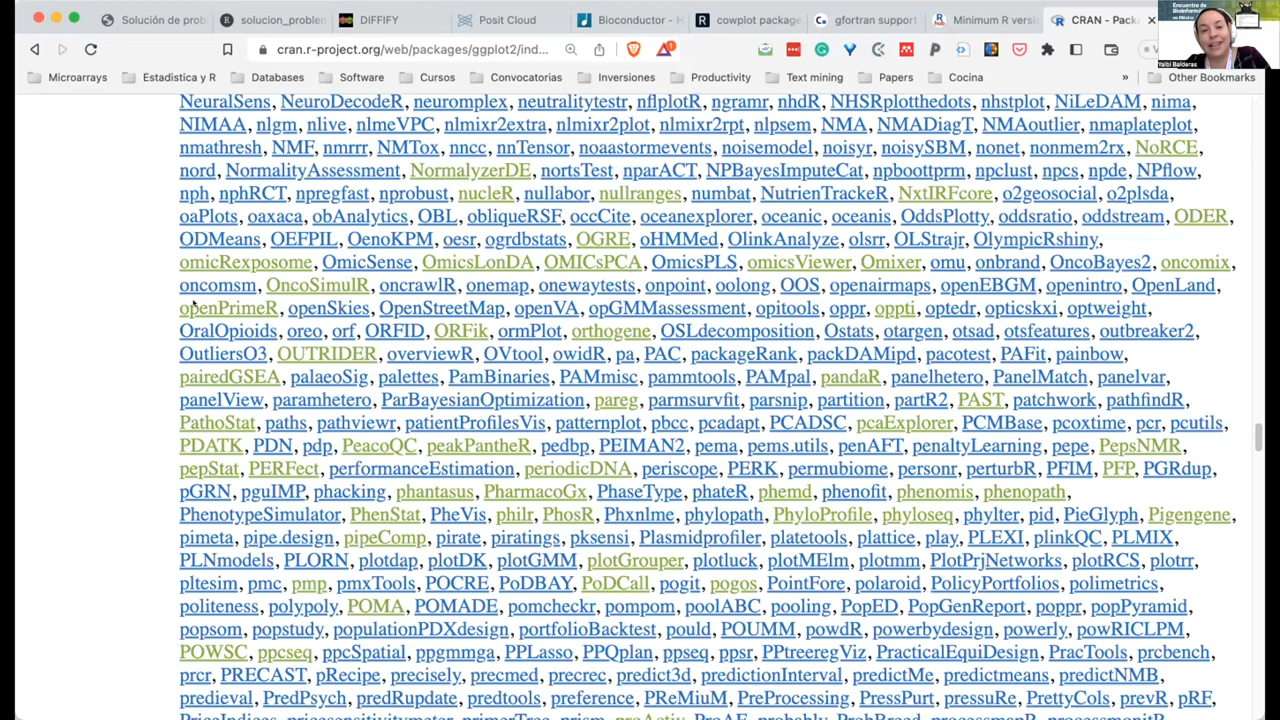 Solución de prob
solucion_problem
DIFFIFY
Posit Cloud
Bioconductor - H
cowplot package
gfortran support
Minimum R versi
CRAN - Pack
cran.r-project.org/web/packages/ggplot2/ind...
Microarrays
Estadistica y R
Databases
Software
Cursos
Convocatorias
Inversiones
Productivity
Text mining
Papers
Cocina
»
Other Bookmarks
Yalbi Balderas
NeuralSens, NeuroDecodeR, neuromplex, neutralitytestr, nflplotR, ngramr, nhdR, NHSRplotthedots, nhstplot, NiLeDAM, nima,
NIMAA, nlgm, nlive, nlmeVPC, nlmixr2extra, nlmixr2plot, nlmixr2rpt, nlpsem, NMA, NMADiagT, NMAoutlier, nmaplateplot,
nmathresh, NMF, nmrrr, NMTox, nncc, nnTensor, noaastormevents, noisemodel, noisyr, noisySBM, nonet, nonmem2rx, NoRCE,
nord, NormalityAssessment, NormalyzerDE, nortsTest, nparACT, NPBayesImputeCat, npboottprm, npclust, npcs, npde, NPflow,
nph, nphRCT, npregfast, nprobust, nucleR, nullabor, nullranges, numbat, NutrienTrackeR, NxtIRFcore, o2geosocial, o2plsda,
oaPlots, oaxaca, obAnalytics, OBL, obliqueRSF, occCite, oceanexplorer, oceanic, oceanis, OddsPlotty, oddsratio, oddstream, ODER,
ODMeans, OEFPIL, OenoKPM, oesr, ogrdbstats, OGRE, oHMMed, OlinkAnalyze, olsrr, OLStrajr, OlympicRshiny,
omicRexposome, OmicSense, OmicsLonDA, OMICsPCA, OmicsPLS, omicsViewer, Omixer, omu, onbrand, OncoBayes2, oncomix,
oncomsm, OncoSimulR, oncrawlR, onemap, onewaytests, onpoint, oolong, OOS, openairmaps, openEBGM, openintro, OpenLand,
openPrimeR, openSkies, OpenStreetMap, openVA, opGMMassessment, opitools, oppr, oppti, optedr, opticskxi, optweight,
OralOpioids, oreo, orf, ORFID, ORFik, ormPlot, orthogene, OSLdecomposition, Ostats, otargen, otsad, otsfeatures, outbreaker2,
OutliersO3, OUTRIDER, overviewR, OVtool, owidR, pa, PAC, packageRank, packDAMipd, pacotest, PAFit, painbow,
pairedGSEA, palaeoSig, palettes, PamBinaries, PAMmisc, pammtools, PAMpal, pandaR, panelhetero, PanelMatch, panelvar,
panelView, paramhetero, ParBayesianOptimization, pareg, parmsurvfit, parsnip, partition, partR2, PAST, patchwork, pathfindR,
PathoStat, paths, pathviewr, patientProfilesVis, patternplot, pbcc, pcadapt, PCADSC, pcaExplorer, PCMBase, pcoxtime, pcr, pcutils,
PDATK, PDN, pdp, PeacoQC, peakPantheR, pedbp, PEIMAN2, pema, pems.utils, penAFT, penaltyLearning, pepe, PepsNMR,
pepStat, PERFect, performanceEstimation, periodicDNA, periscope, PERK, permubiome, personr, perturbR, PFIM, PFP, PGRdup,
pGRN, pguIMP, phacking, phantasus, PharmacoGx, PhaseType, phateR, phemd, phenofit, phenomis, phenopath,
PhenotypeSimulator, PhenStat, PheVis, philr, PhosR, Phxnlme, phylopath, PhyloProfile, phyloseq, phylter, pid, PieGlyph, Pigengene,
pimeta, pipe.design, pipeComp, pirate, piratings, pksensi, Plasmidprofiler, platetools, plattice, play, PLEXI, plinkQC, PLMIX,
PLNmodels, PLORN, plotdap, plotDK, plotGMM, plotGrouper, plotluck, plotMElm, plotmm, PlotPrjNetworks, plotRCS, plotrr,
pltesim, pmc, pmp, pmxTools, POCRE, PoDBAY, PoDCall, pogit, pogos, PointFore, polaroid, PolicyPortfolios, polimetrics,
politeness, polypoly, POMA, POMADE, pomcheckr, pompom, poolABC, pooling, PopED, PopGenReport, poppr, popPyramid,
popsom, popstudy, populationPDXdesign, portfolioBacktest, pould, POUMM, powdR, powerbydesign, powerly, powRICLPM,
POWSC, ppcseq, ppcSpatial, ppgmmga, PPLasso, PPQplan, ppseq, ppsr, PPtreeregViz, PracticalEquiDesign, PracTools, prcbench,
prcr, PRECAST, pRecipe, precisely, precmed, precrec, predict3d, predictionInterval, predictMe, predictmeans, predictNMB,
predieval, PredPsych, predRupdate, predtools, preference, PReMiuM, PreProcessing, PressPurt, pressuRe, PrettyCols, prevR, pRF,
PriceIndices, pricesensitivitymeter, primerTree, prism, proActiv, ProAE, probably, ProbBreed, processmapR, processmonitR